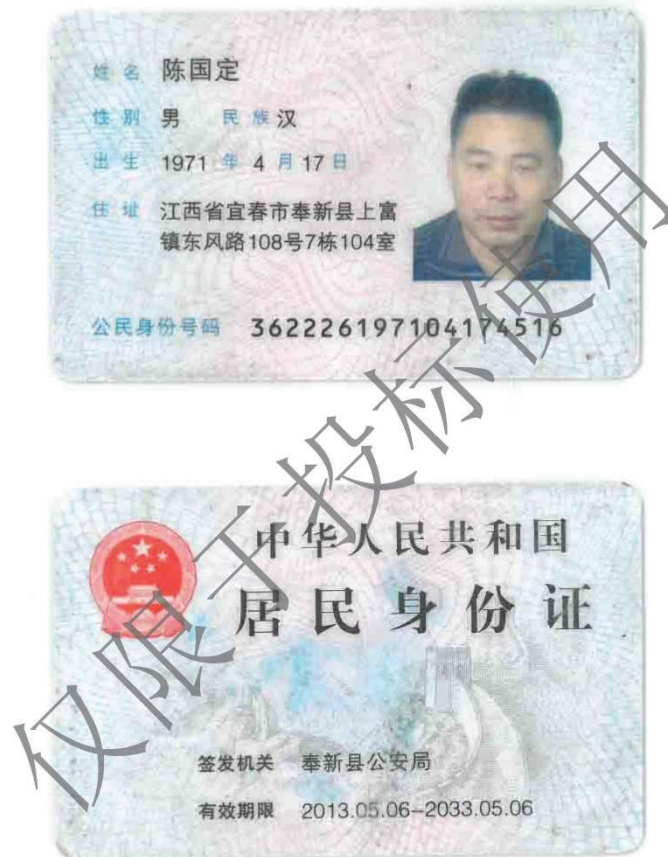 姓名 陈国定
性别 男 民族 汉
出生 1971 年 4 月 17 日
住址 江西省宜春市奉新县上富
镇东风路108号7栋104室
公民身份号码 362226197104174516
中华人民共和国
居民身份证
签发机关 奉新县公安局
有效期限 2013.05.06-2033.05.06
仅限于投标使用